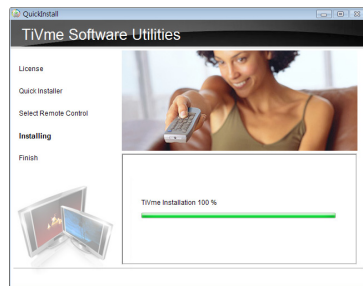 QuickInstall
TiVme Software Utilities
License
Quick Installer
Select Remote Control
Installing
Finish
TiVme Installation 100 %